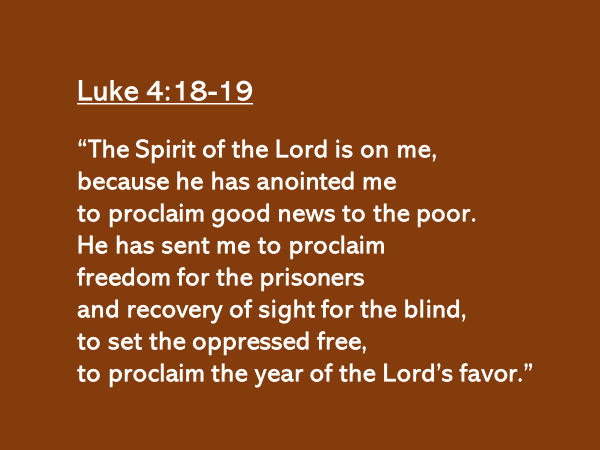 Luke 4:18-19
“The Spirit of the Lord is on me,
because he has anointed me
to proclaim good news to the poor.
He has sent me to proclaim
freedom for the prisoners
and recovery of sight for the blind,
to set the oppressed free,
to proclaim the year of the Lord’s favor.”